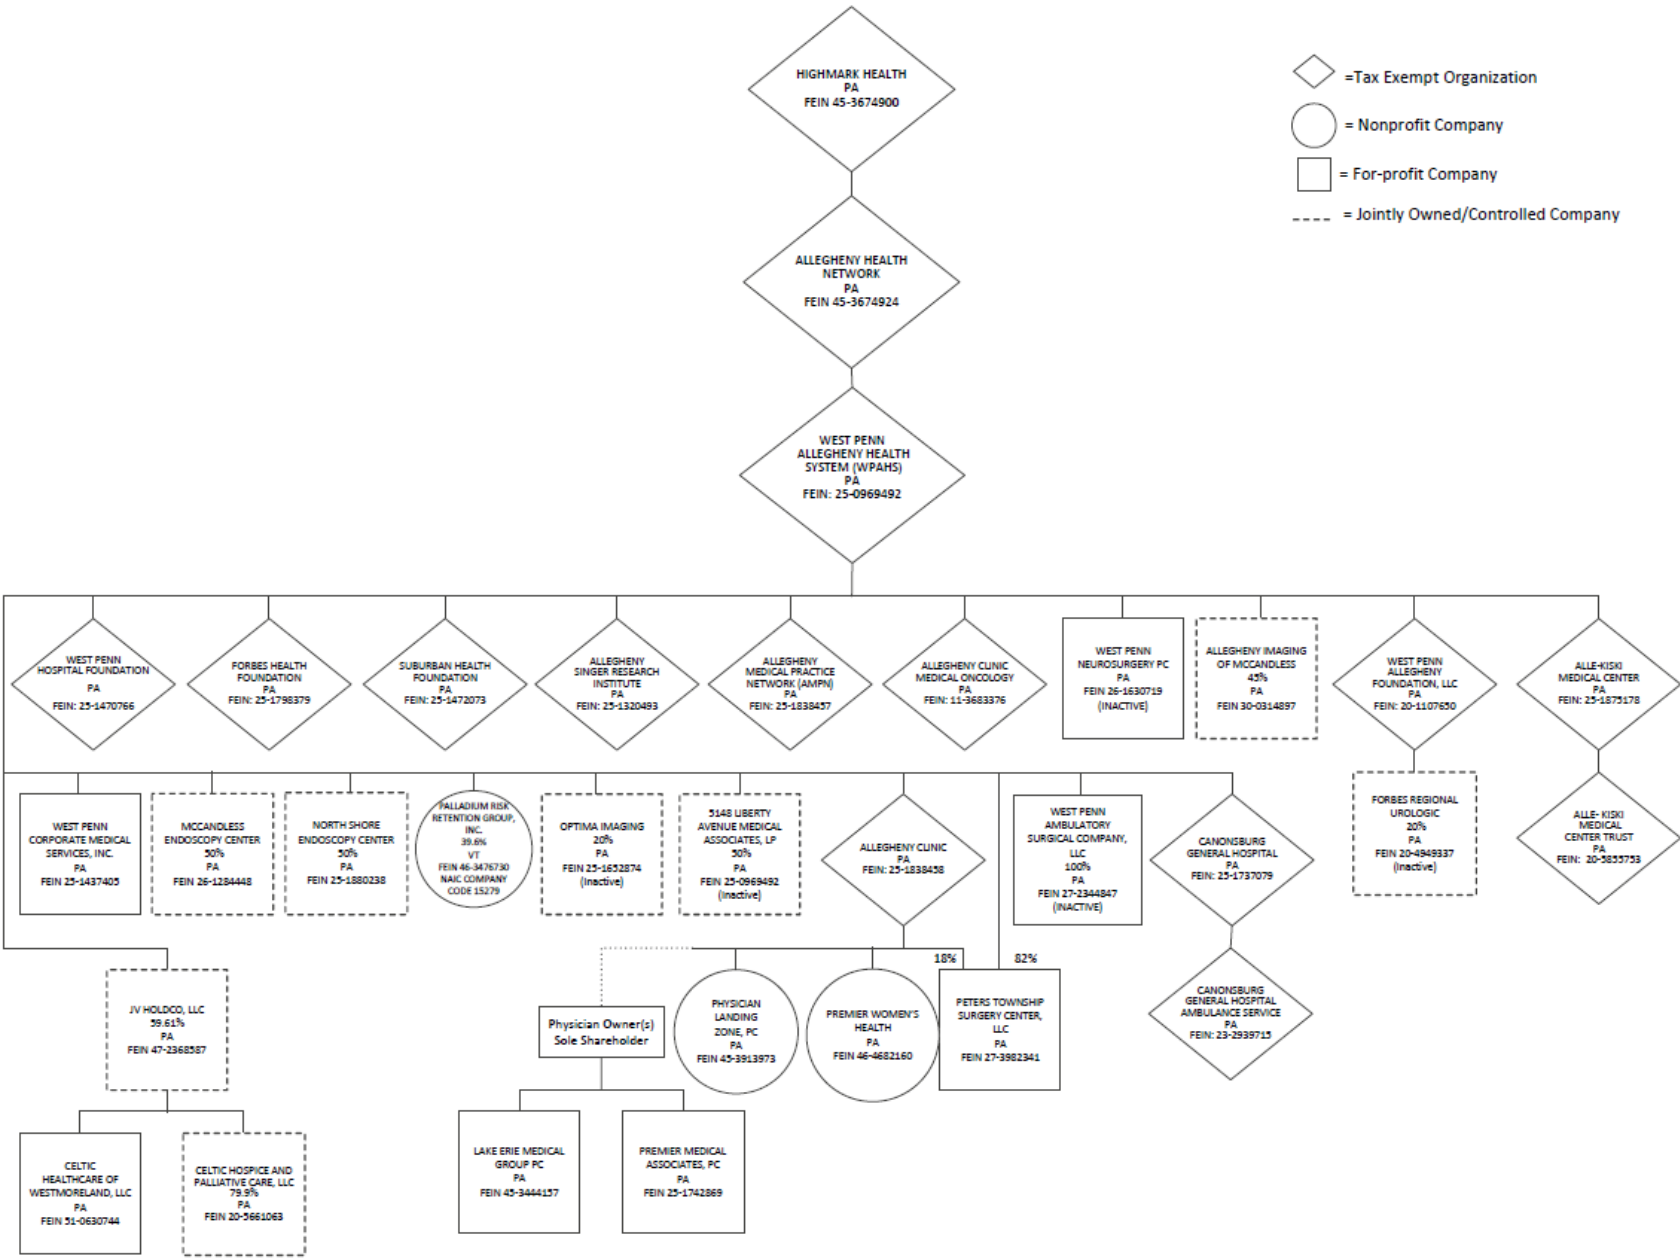 HIGHMARK HEALTH
PA
FEIN 45-3674900
=Tax Exempt Organization
= Nonprofit Company
= For-profit Company
= Jointly Owned/Controlled Company
ALLEGHENY HEALTH
NETWORK
PA
FEIN 45-3674924
WEST PENN
ALLEGHENY HEALTH
SYSTEM (WPAHS)
PA
FEIN: 25-0969492
WEST PENN
HOSPITAL FOUNDATION
PA
FEIN: 25-1470766
FORBES HEALTH
FOUNDATION
PA
FEIN: 25-1798379
SUBURBAN HEALTH
FOUNDATION
PA
FEIN: 25-1472073
ALLEGHENY
SINGER RESEARCH
INSTITUTE
PA
FEIN: 25-1320493
ALLEGHENY
MEDICAL PRACTICE
NETWORK (AMPN)
PA
FEIN: 25-1838457
ALLEGHENY CLINIC
MEDICAL ONCOLOGY
PA
FEIN: 11-3683376
WEST PENN
NEUROSURGERY PC
PA
FEIN 26-1630719
(INACTIVE)
ALLEGHENY IMAGING
OF MCCANDLESS
45%
PA
FEIN 30-0314897
WEST PENN
ALLEGHENY
FOUNDATION, LLC
PA
FEIN: 20-1107650
ALLE-KISKI
MEDICAL CENTER
PA
FEIN: 25-1875178
WEST PENN
CORPORATE MEDICAL
SERVICES, INC.
PA
FEIN 25-1437405
MCCANDLESS
ENDOSCOPY CENTER
50%
PA
FEIN 26-1284448
NORTH SHORE
ENDOSCOPY CENTER
50%
PA
FEIN 25-1880238
PALLADIUM RISK
RETENTION GROUP,
INC.
39.6%
VT
FEIN 46-3476730
NAIC COMPANY
CODE 15279
OPTIMA IMAGING
20%
PA
FEIN 25-1652874
(Inactive)
5148 LIBERTY
AVENUE MEDICAL
ASSOCIATES, LP
50%
PA
FEIN 25-0969492
(Inactive)
ALLEGHENY CLINIC
PA
FEIN: 25-1838458
WEST PENN
AMBULATORY
SURGICAL COMPANY,
LLC
100%
PA
FEIN 27-2344847
(INACTIVE)
CANONSBURG
GENERAL HOSPITAL
PA
FEIN: 25-1737079
FORBES REGIONAL
UROLOGIC
20%
PA
FEIN 20-4949337
(Inactive)
ALLE- KISKI
MEDICAL
CENTER TRUST
PA
FEIN: 20-5855753
18%
82%
JV HOLDCO, LLC
59.61%
PA
FEIN 47-2368587
Physician Owner(s)
Sole Shareholder
PHYSICIAN
LANDING
ZONE, PC
PA
FEIN 45-3913973
PREMIER WOMEN'S
HEALTH
PA
FEIN 46-4682160
PETERS TOWNSHIP
SURGERY CENTER,
LLC
PA
FEIN 27-3982341
CANONSBURG
GENERAL HOSPITAL
AMBULANCE SERVICE
PA
FEIN: 23-2939715
CELTIC
HEALTHCARE OF
WESTMORELAND, LLC
PA
FEIN 51-0630744
CELTIC HOSPICE AND
PALLIATIVE CARE, LLC
79.9%
PA
FEIN 20-5661063
LAKE ERIE MEDICAL
GROUP PC
PA
FEIN 45-3444157
PREMIER MEDICAL
ASSOCIATES, PC
PA
FEIN 25-1742869